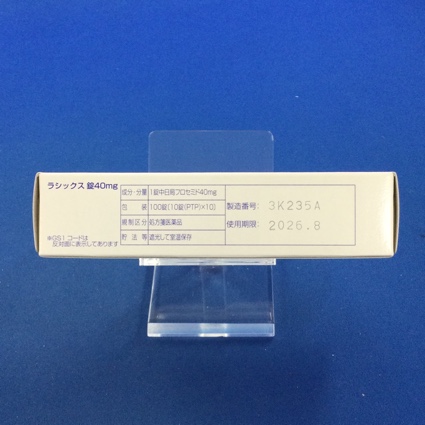 ラシックス 錠40mg
成分・分量 1錠中日局フロセミド40mg
包 装 100錠[10錠(PTP)×10]
規制区分 処方箋医薬品
貯 法 等 遮光して室温保存
製造番号: 3K235A
使用期限: 2026.8
※GS1 コードは
反対面に表示してあります